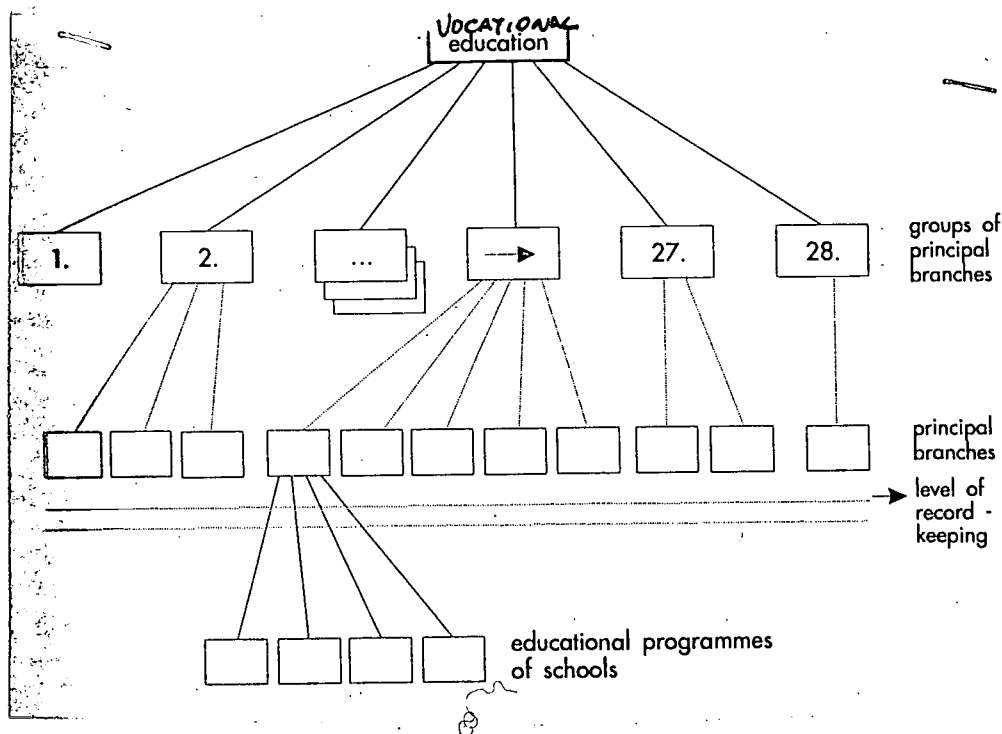 VOCATIONAL
education
1.
2.
...
27.
28.
groups of
principal
branches
principal
branches
level of
record -
keeping
educational programmes
of schools